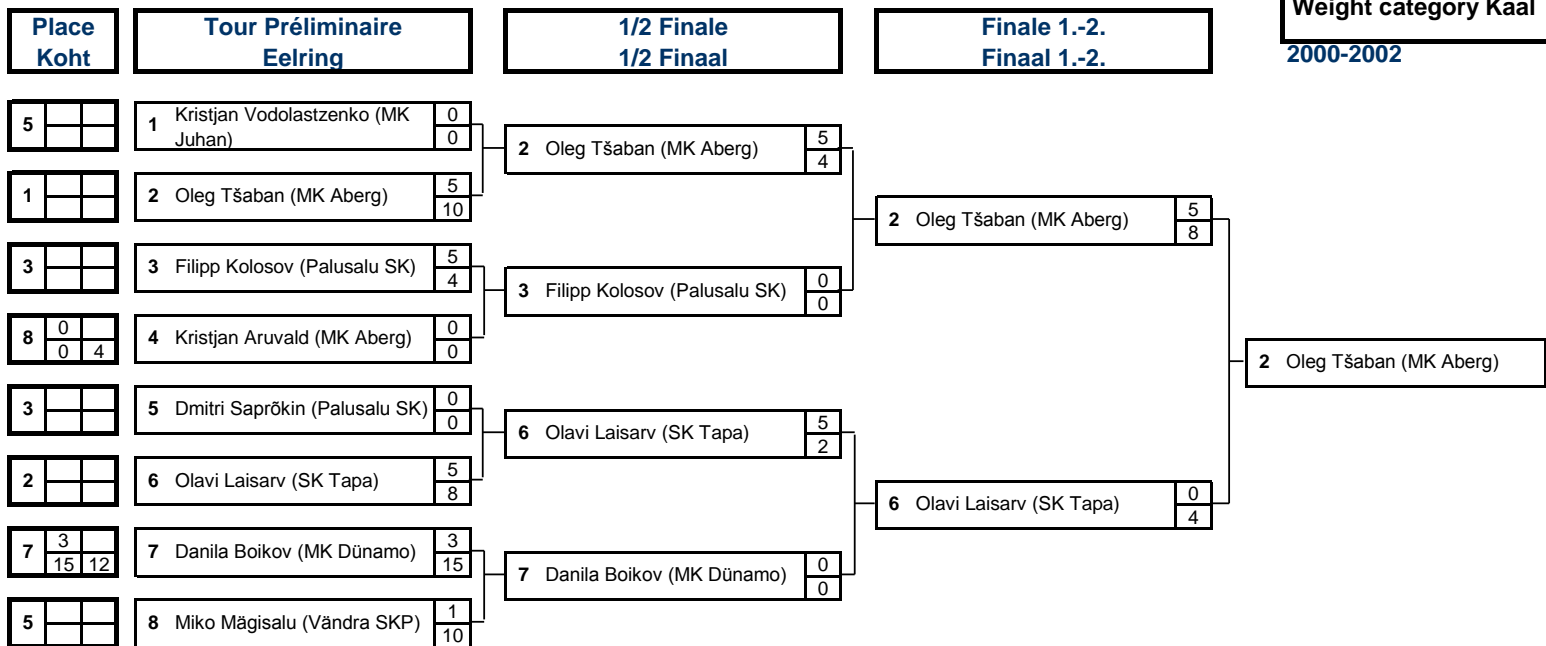 Weight category Kaal
2000-2002
Place
Koht
Tour Préliminaire
Eelring
1/2 Finale
1/2 Finaal
Finale 1.-2.
Finaal 1.-2.
5
1 Kristjan Vodolastzenko (MK
Juhan)
0
0
1
2 Oleg Tšaban (MK Aberg)
5
10
2 Oleg Tšaban (MK Aberg)
5
4
3
3 Filipp Kolosov (Palusalu SK)
5
4
8
0
0 4
4 Kristjan Aruvald (MK Aberg)
0
0
3 Filipp Kolosov (Palusalu SK)
0
0
2 Oleg Tšaban (MK Aberg)
5
8
3
5 Dmitri Saprõkin (Palusalu SK)
0
0
2
6 Olavi Laisarv (SK Tapa)
5
8
6 Olavi Laisarv (SK Tapa)
5
2
7
3
15 12
7 Danila Boikov (MK Dünamo)
3
15
5
8 Miko Mägisalu (Vändra SKP)
1
10
7 Danila Boikov (MK Dünamo)
0
0
6 Olavi Laisarv (SK Tapa)
0
4
2 Oleg Tšaban (MK Aberg)